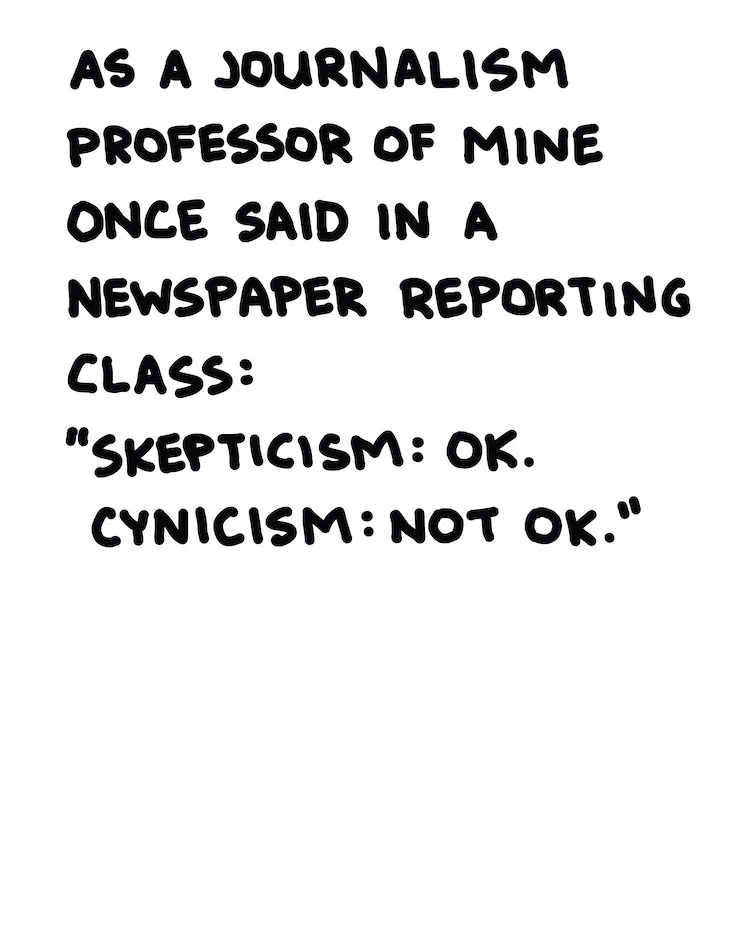 AS A JOURNALISM
PROFESSOR OF MINE
ONCE SAID IN A
NEWSPAPER REPORTING
CLASS:
"SKEPTICISM: OK.
CYNICISM: NOT OK."